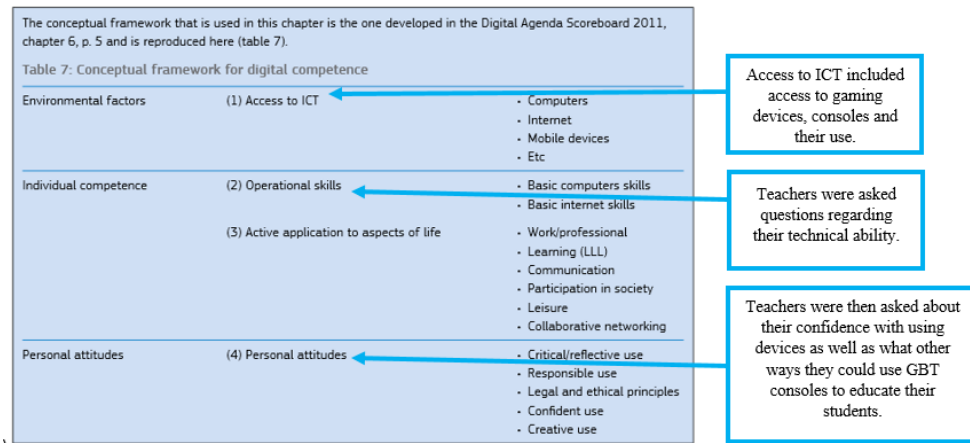 The conceptual framework that is used in this chapter is the one developed in the Digital Agenda Scoreboard 2011,
chapter 6, p. 5 and is reproduced here (table 7).
Table 7: Conceptual framework for digital competence
Environmental factors (1) Access to ICT • Computers
• Internet
• Mobile devices
• Etc
Individual competence (2) Operational skills • Basic computers skills
• Basic internet skills
(3) Active application to aspects of life • Work/professional
• Learning (LLL)
• Communication
• Participation in society
• Leisure
• Collaborative networking
Personal attitudes (4) Personal attitudes • Critical/reflective use
• Responsible use
• Legal and ethical principles
• Confident use
• Creative use
Access to ICT included
access to gaming
devices, consoles and
their use.
Teachers were asked
questions regarding
their technical ability.
Teachers were then asked about
their confidence with using
devices as well as what other
ways they could use GBT
consoles to educate their
students.